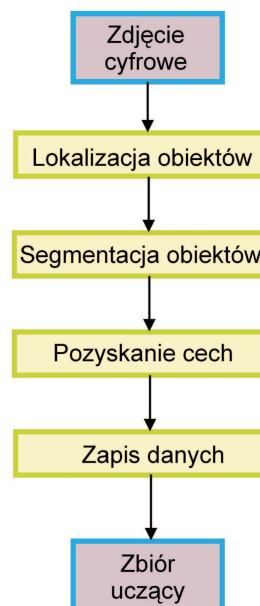 Zdjęcie
cyfrowe
Lokalizacja obiektów
Segmentacja obiektów
Pozyskanie cech
Zapis danych
Zbiór
uczący